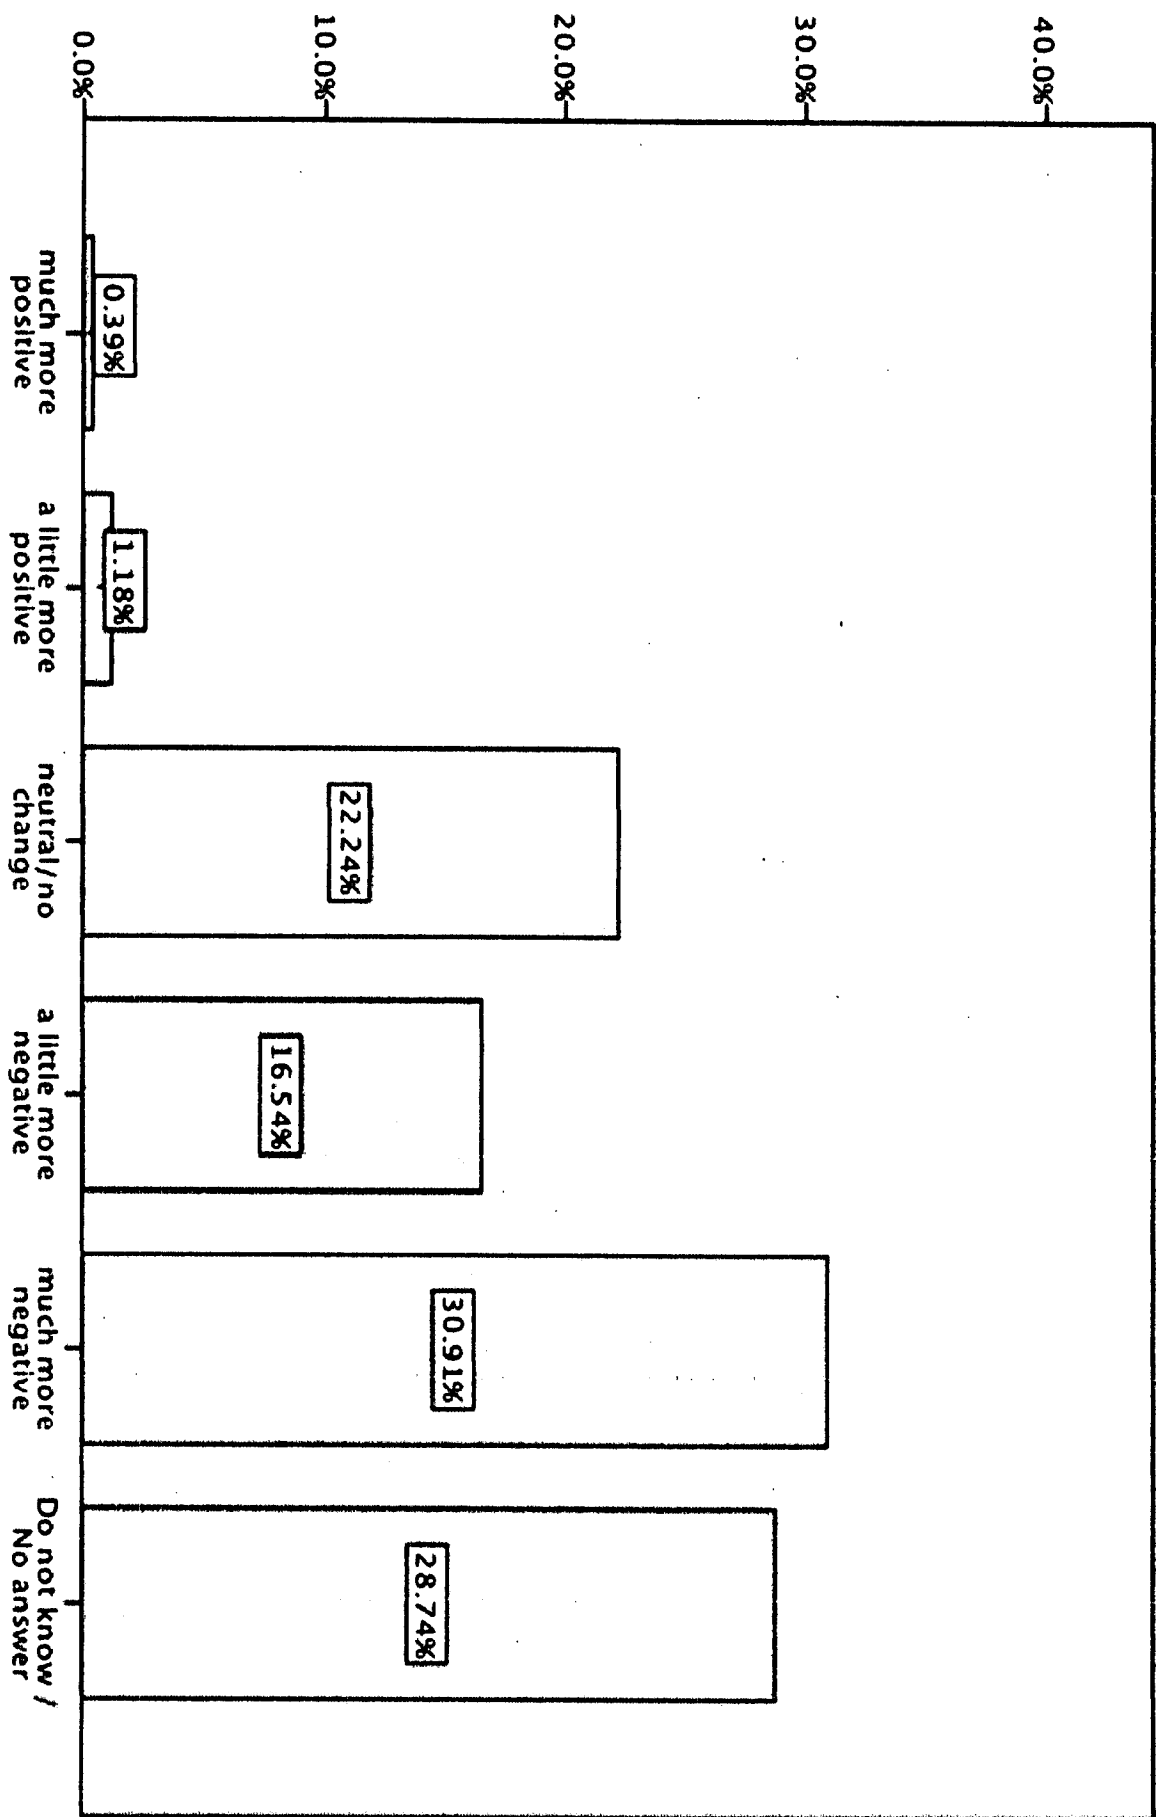 40.0%
30.0%
20.0%
10.0%
0.0%
0.39%
1.18%
22.24%
16.54%
30.91%
28.74%
much more
positive
a little more
positive
neutral/no
change
a little more
negative
much more
negative
Do not know /
No answer